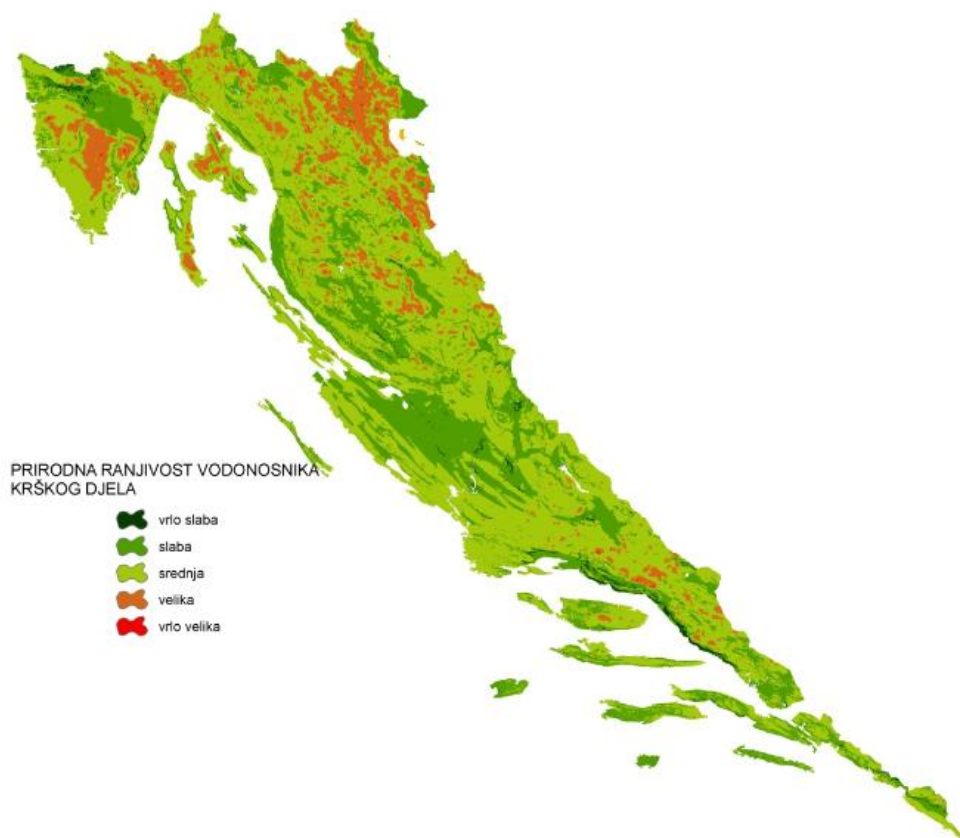 PRIRODNA RANJIVOST VODONOSNIKA
KRŠKOG DJELA
vrlo slaba
slaba
srednja
velika
vrlo velika